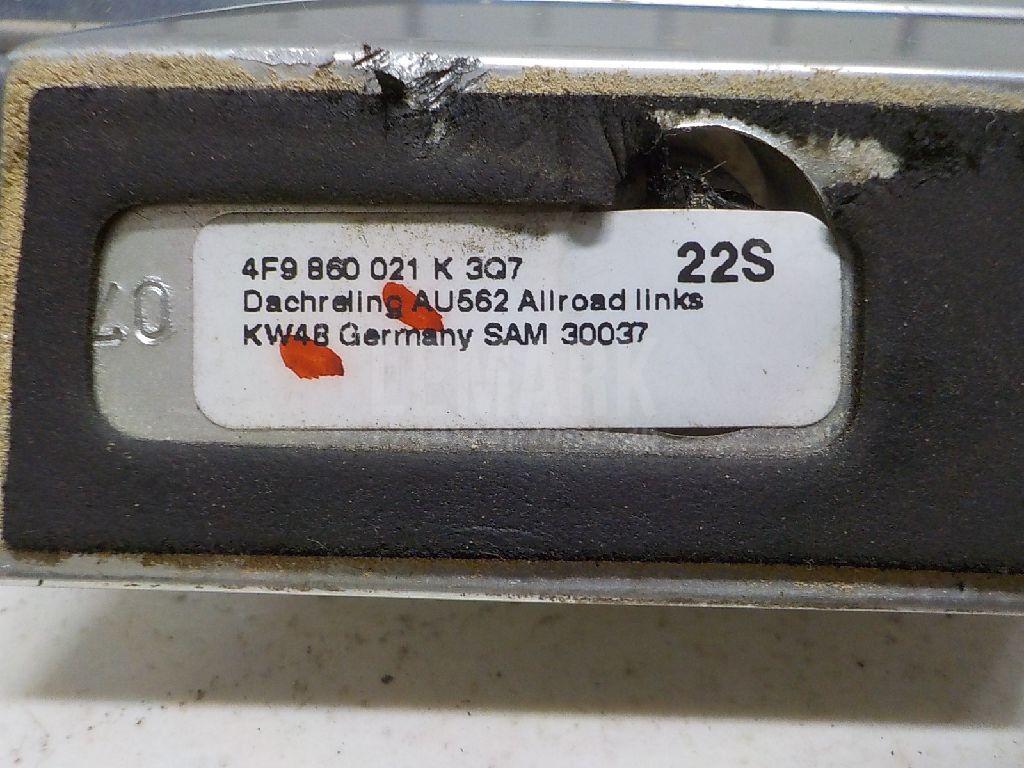 4F9 860 021 K 3Q7 22S
Dachreling AU562 Allroad links
KW48 Germany SAM 30037